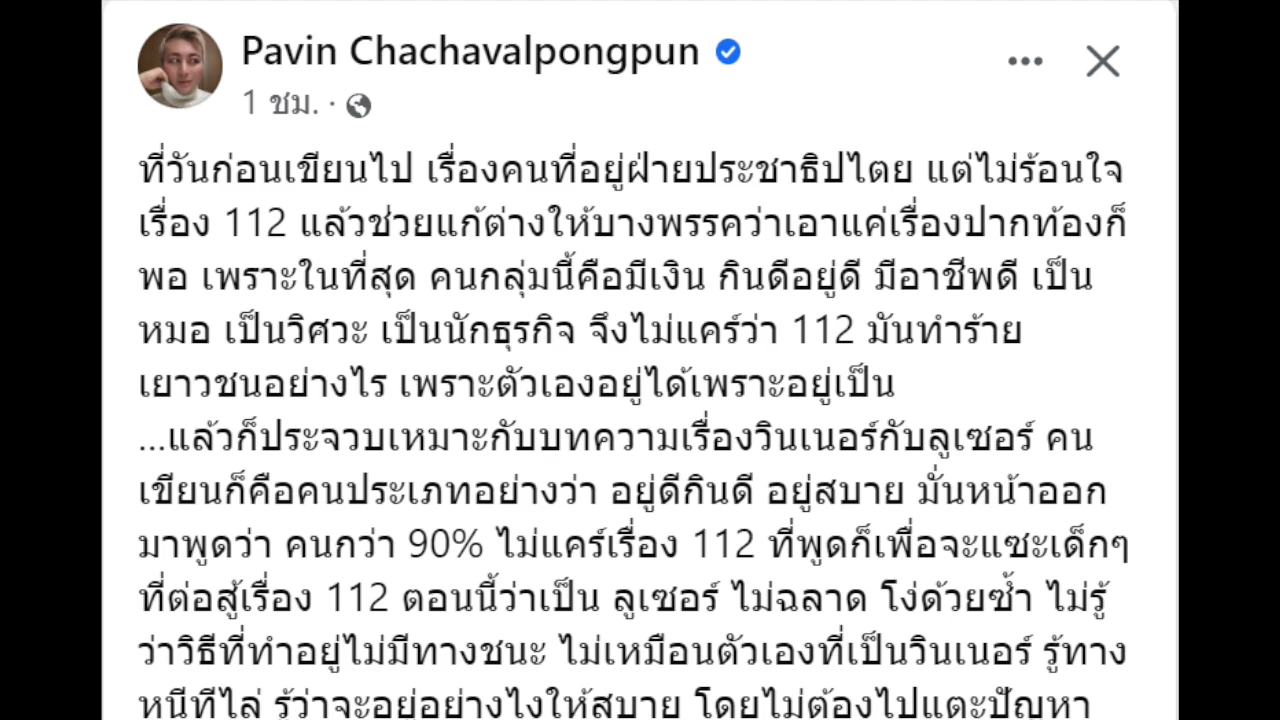 Pavin Chachavalpongpun
1 ชม. ·
ที่วันก่อนเขียนไป เรื่องคนที่อยู่ฝ่ายประชาธิปไตย แต่ไม่ร้อนใจ
เรื่อง 112 แล้วช่วยแก้ต่างให้บางพรรคว่าเอาแค่เรื่องปากท้องก็
พอ เพราะในที่สุด คนกลุ่มนี้คือมีเงิน กินดีอยู่ดี มีอาชีพดี เป็น
หมอ เป็นวิศวะ เป็นนักธุรกิจ จึงไม่แคร์ว่า 112 มันทำร้าย
เยาวชนอย่างไร เพราะตัวเองอยู่ได้เพราะอยู่เป็น
...แล้วก็ประจวบเหมาะกับบทความเรื่องวินเนอร์กับลูเซอร์ คน
เขียนก็คือคนประเภทอย่างว่า อยู่ดีกินดี อยู่สบาย มั่นหน้าออก
มาพูดว่า คนกว่า 90% ไม่แคร์เรื่อง 112 ที่พูดก็เพื่อจะแซะเด็กๆ
ที่ต่อสู้เรื่อง 112 ตอนนี้ว่าเป็น ลูเซอร์ ไม่ฉลาด โง่ด้วยซ้ำ ไม่รู้
ว่าวิธีที่ทำอยู่ไม่มีทางชนะ ไม่เหมือนตัวเองที่เป็นวินเนอร์ รู้ทาง
หนีทีไล่ รู้ว่าจะอยู่อย่างไงให้สบาย โดยไม่ต้องไปแตะปัญหา